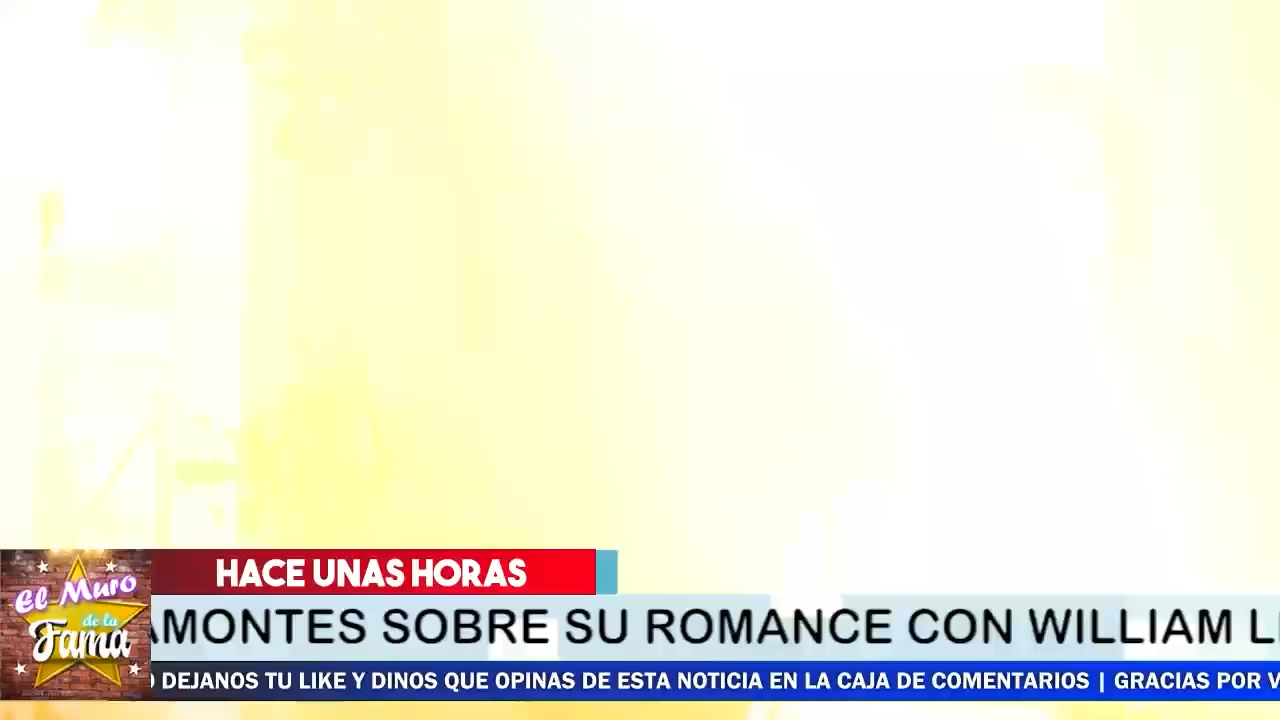 HACE UNAS HORAS
El Muro
de la
Fama
MONTES SOBRE SU ROMANCE CON WILLIAM
DEJANOS TU LIKE Y DINOS QUE OPINAS DE ESTA NOTICIA EN LA CAJA DE COMENTARIOS | GRACIAS POR